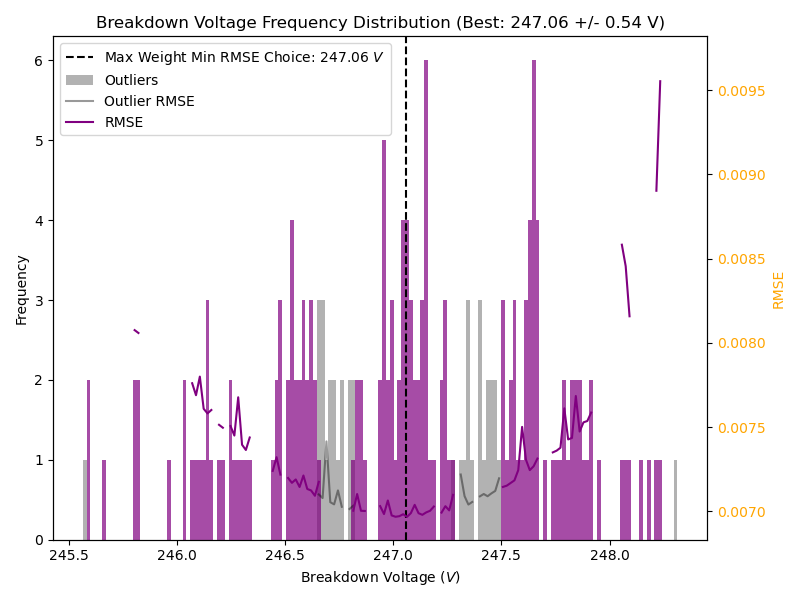 Breakdown Voltage Frequency Distribution (Best: 247.06 +/- 0.54 V)
Max Weight Min RMSE Choice: 247.06 V
Outliers
Outlier RMSE
RMSE
Frequency
6
5
4
3
2
1
0
0.0095
0.0090
0.0085
0.0080
0.0075
0.0070
RMSE
245.5 246.0 246.5 247.0 247.5 248.0
Breakdown Voltage (V)